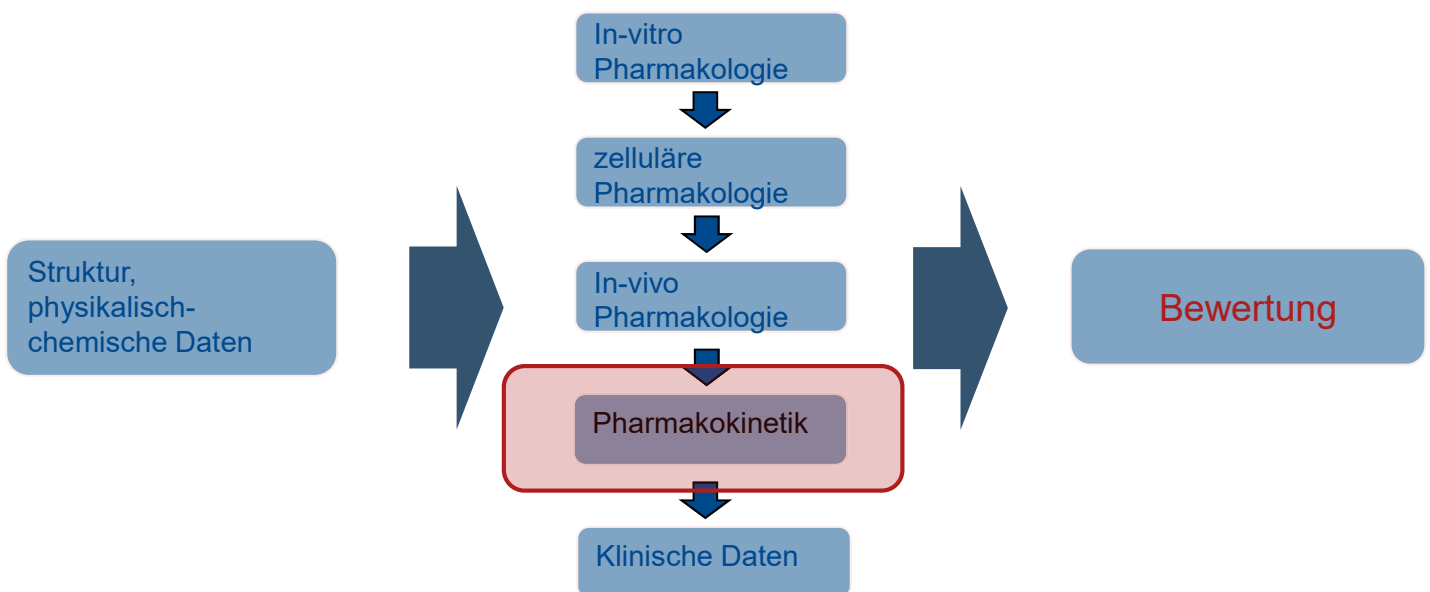 In-vitro
Pharmakologie
zelluläre
Pharmakologie
Struktur,
physikalisch-
chemische Daten
In-vivo
Pharmakologie
Bewertung
Pharmakokinetik
Klinische Daten